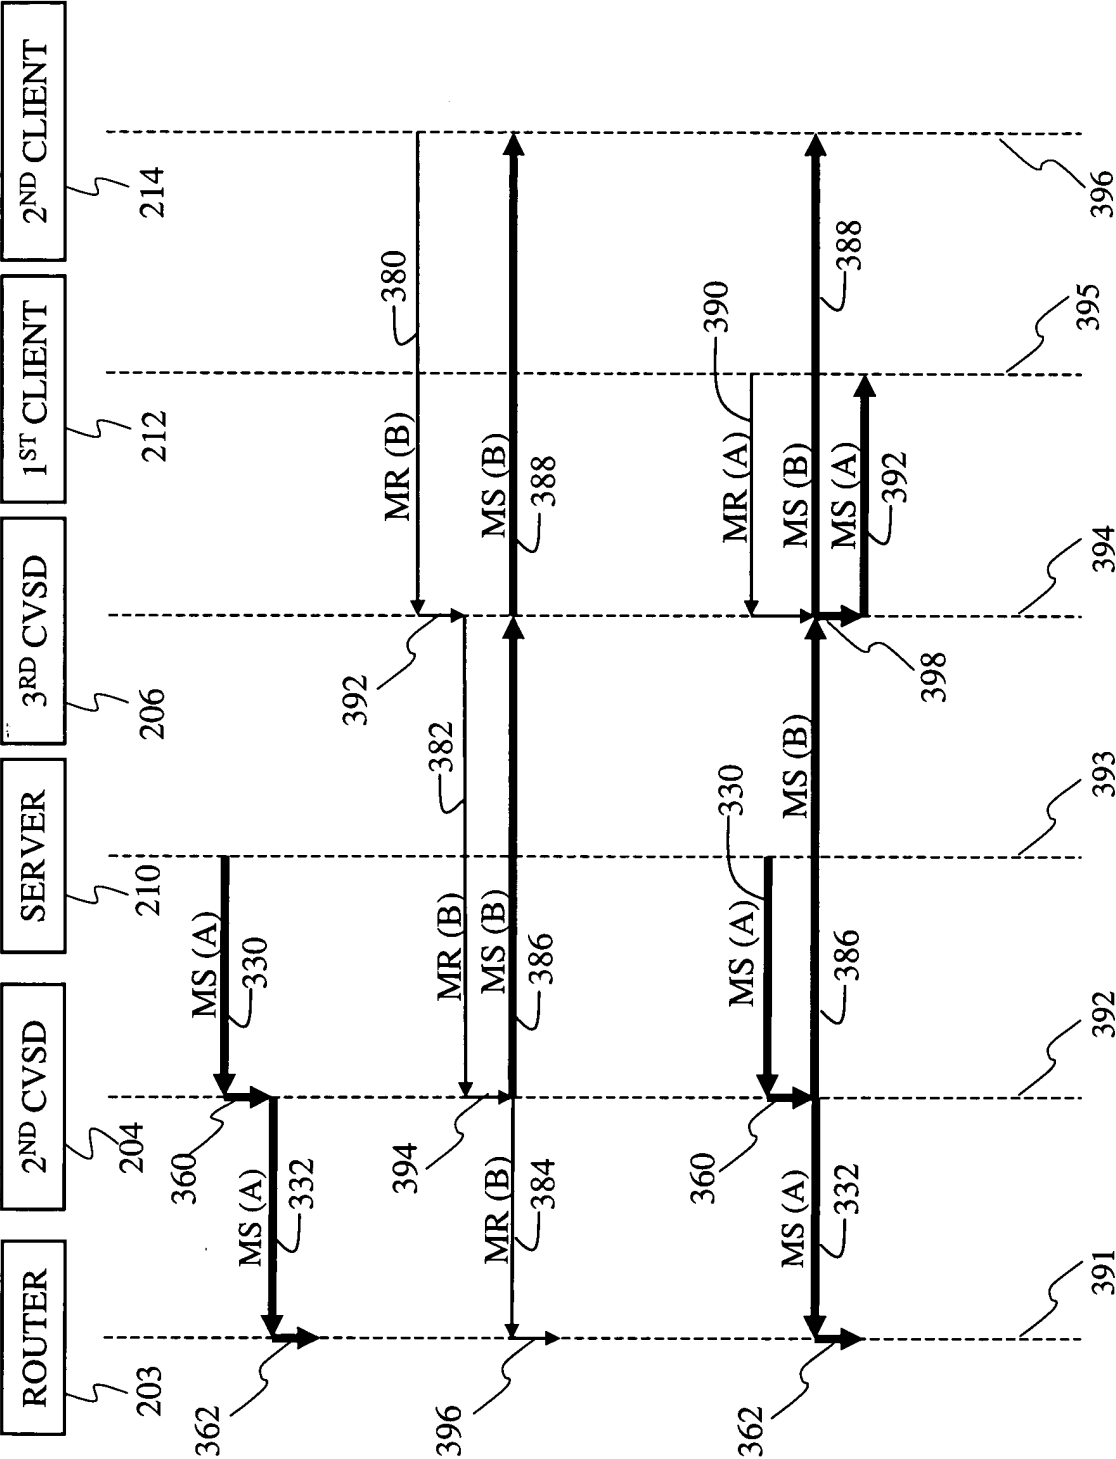 ROUTER
2ND CVSD
SERVER
3RD CVSD
1ST CLIENT
2ND CLIENT
203
204
210
206
212
214
MS (A)
330
360
MS (A)
332
362
MR (B)
380
392
MR (B)
382
394
MS (B)
386
MS (B)
388
MR (B)
384
396
MR (A)
390
MS (A)
330
360
MS (A)
332
362
MS (B)
386
MS (B)
388
MS (A)
392
398
391
392
393
394
395
396